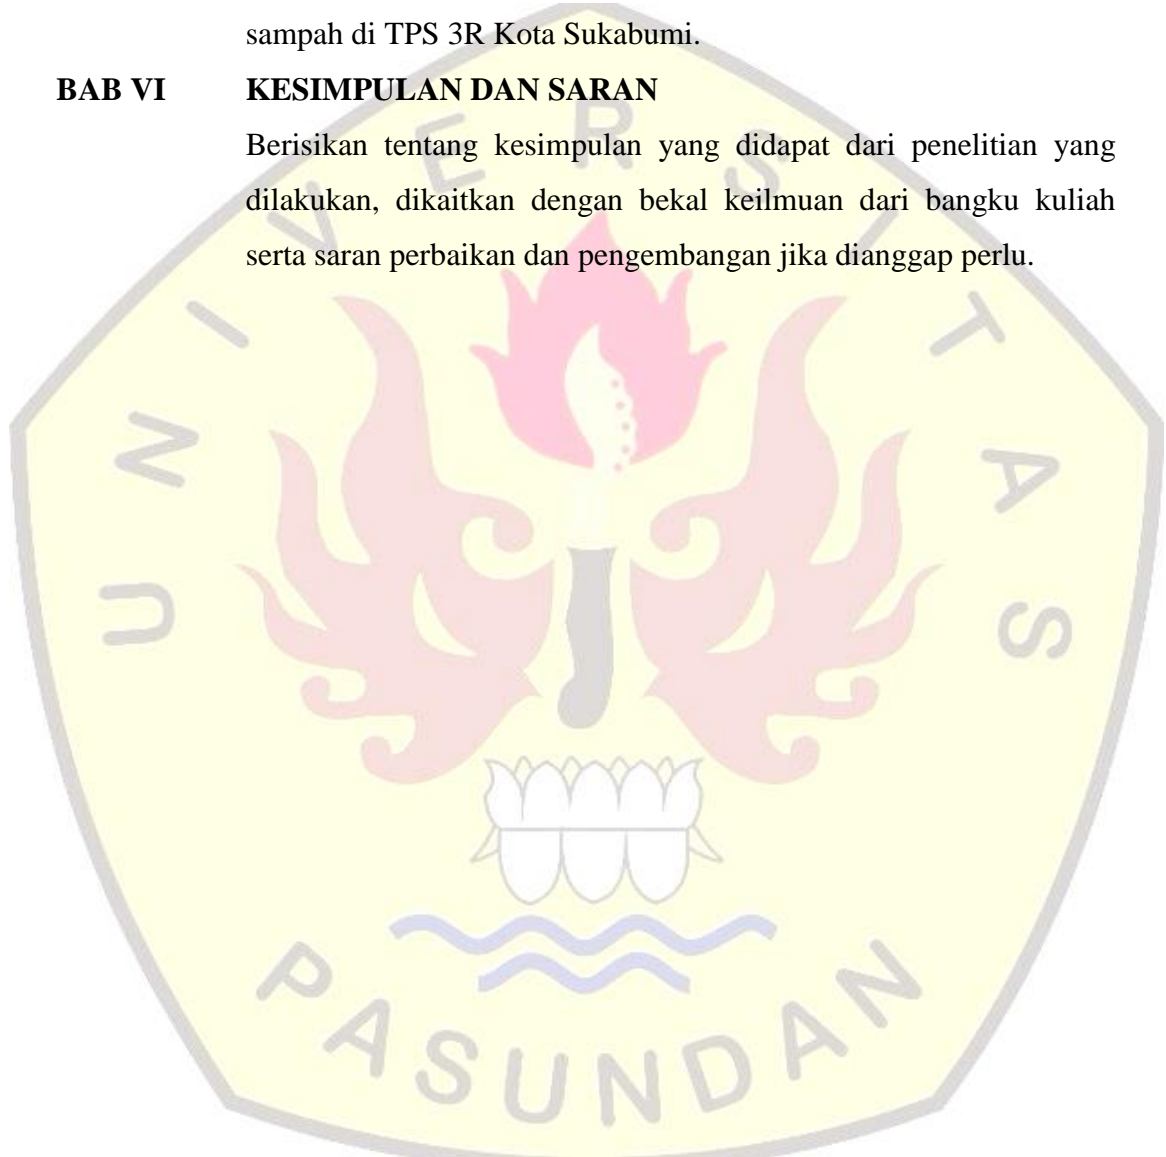 sampah di TPS 3R Kota Sukabumi.
BAB VI KESIMPULAN DAN SARAN
Berisikan tentang kesimpulan yang didapat dari penelitian yang
dilakukan, dikaitkan dengan bekal keilmuan dari bangku kuliah
serta saran perbaikan dan pengembangan jika dianggap perlu.
UNIVERSITAS
PASUNDAN